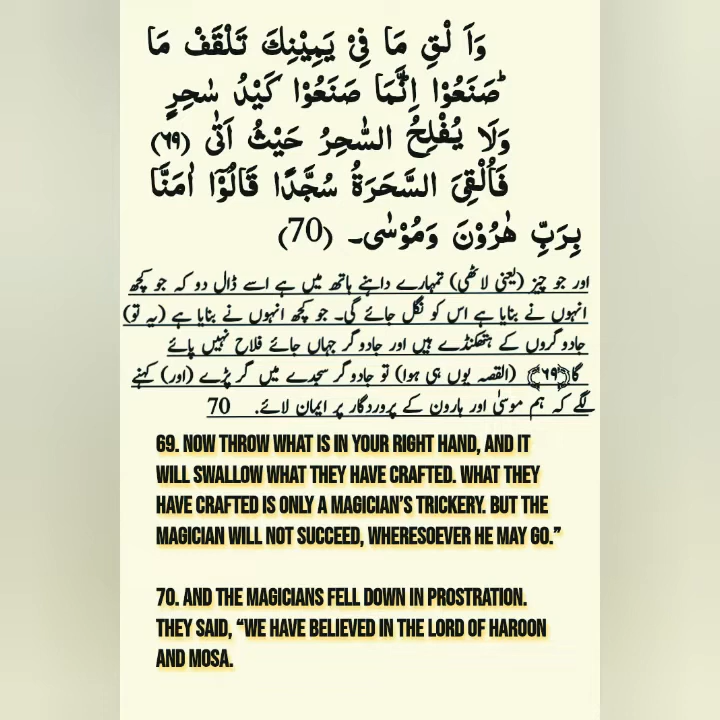 وَاَ لْقِ مَا فِیْ یَمِیْنِكَ تَلْقَفْ مَا
صَنَعُوْا ؕ اِنَّمَا صَنَعُوْا كَیْدُ سٰحِرٍ
وَلَا یُفْلِحُ السّٰحِرُ حَیْثُ اَتٰى (٦٩)
فَاُلْقِیَ السَّحَرَةُ سُجَّدًا قَالُوْۤا اٰمَنَّا
بِرَبِّ هٰرُوْنَ وَمُوْسٰى۔ (70)
اور جو چیز (یعنی لاٹھی) تمہارے داہنے ہاتھ میں ہے اسے ڈال دو کہ جو کچھ
انہوں نے بنایا ہے اس کو نگل جائے گی۔ جو کچھ انہوں نے بنایا ہے (یہ تو)
جادوگروں کے ہتھکنڈے ہیں اور جادوگر جہاں جائے فلاح نہیں پائے
گا ﴿٦٩﴾ (القصہ یوں ہی ہوا) تو جادوگر سجدے میں گر پڑے (اور) کہنے
لگے کہ ہم موسیٰ اور ہارون کے پروردگار پر ایمان لائے. 70
69. NOW THROW WHAT IS IN YOUR RIGHT HAND, AND IT
WILL SWALLOW WHAT THEY HAVE CRAFTED. WHAT THEY
HAVE CRAFTED IS ONLY A MAGICIAN’S TRICKERY. BUT THE
MAGICIAN WILL NOT SUCCEED, WHERESOEVER HE MAY GO.”
70. AND THE MAGICIANS FELL DOWN IN PROSTRATION.
THEY SAID, “WE HAVE BELIEVED IN THE LORD OF HAROON
AND MOSA.